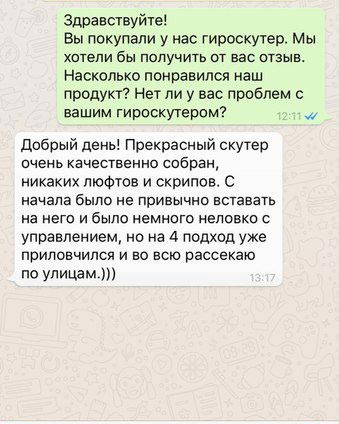 Здравствуйте!
Вы покупали у нас гироскутер. Мы
хотели бы получить от вас отзыв.
Насколько понравился наш
продукт? Нет ли у вас проблем с
вашим гироскутером?
12:11
Добрый день! Прекрасный скутер
очень качественно собран,
никаких люфтов и скрипов. С
начала было не привычно вставать
на него и было немного неловко с
управлением, но на 4 подход уже
приловчился и во всю рассекаю
по улицам.)))
13:17